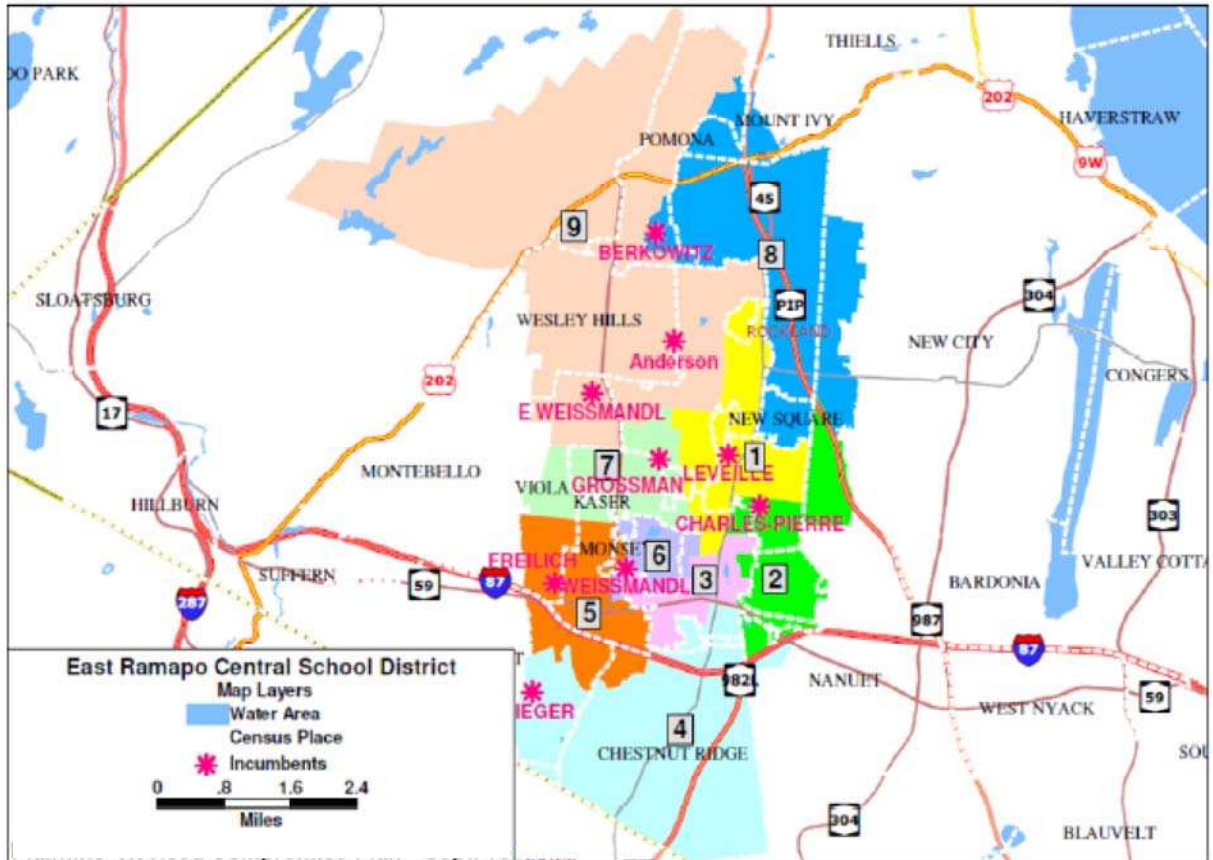 THIELLS
OO PARK
202
HAVERSTRAW
MOUNT IVY
POMONA
9W
45
9
BERKOWITZ
8
SLOATSBURG
304
PIP
WESLEY HILLS
ROCKLAND
NEW CITY
Anderson
CONGERS
202
E WEISSMANDL
17
NEW SQUARE
1
7
LEVEILLE
MONTEBELLO
GROSSMAN
VIOLA
KASER
HILLBURN
CHARLES-PIERRE
303
MONSE
FREILICH
6
VALLEY COTTA
SUFFERN
59
87
WEISSMANDL
3
2
BARDONIA
287
5
987
87
East Ramapo Central School District
Map Layers
Water Area
Census Place
Incumbents
0 .8 1.6 2.4
Miles
982L
NANUET
59
IEGER
WEST NYACK
4
CHESTNUT RIDGE
SOU
304
BLAUVELT